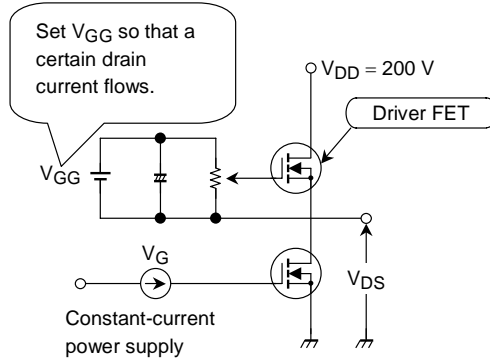 Set VGG so that a
certain drain
current flows.
VDD = 200 V
Driver FET
VGG
VG
VDS
Constant-current
power supply